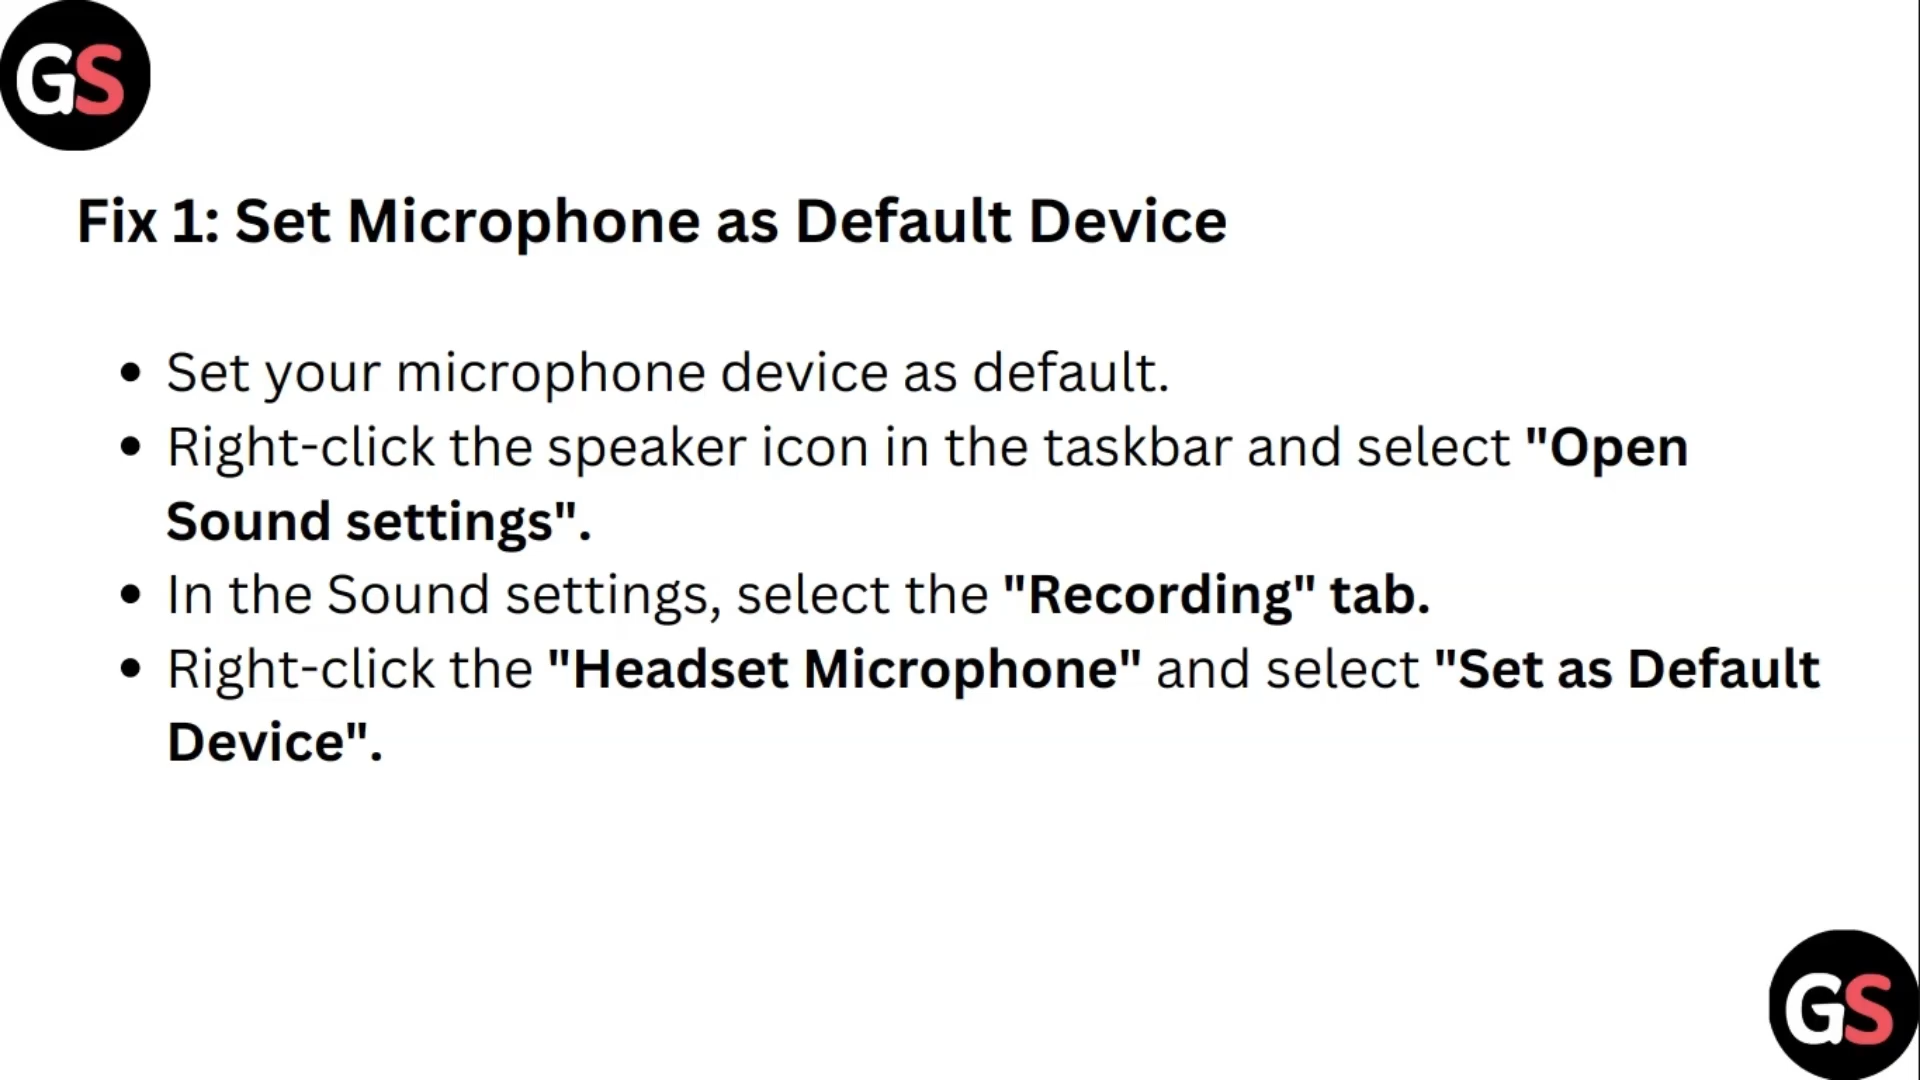 GS
Fix 1: Set Microphone as Default Device
• Set your microphone device as default.
• Right-click the speaker icon in the taskbar and select "Open
Sound settings".
• In the Sound settings, select the "Recording" tab.
• Right-click the "Headset Microphone" and select "Set as Default
Device".
GS